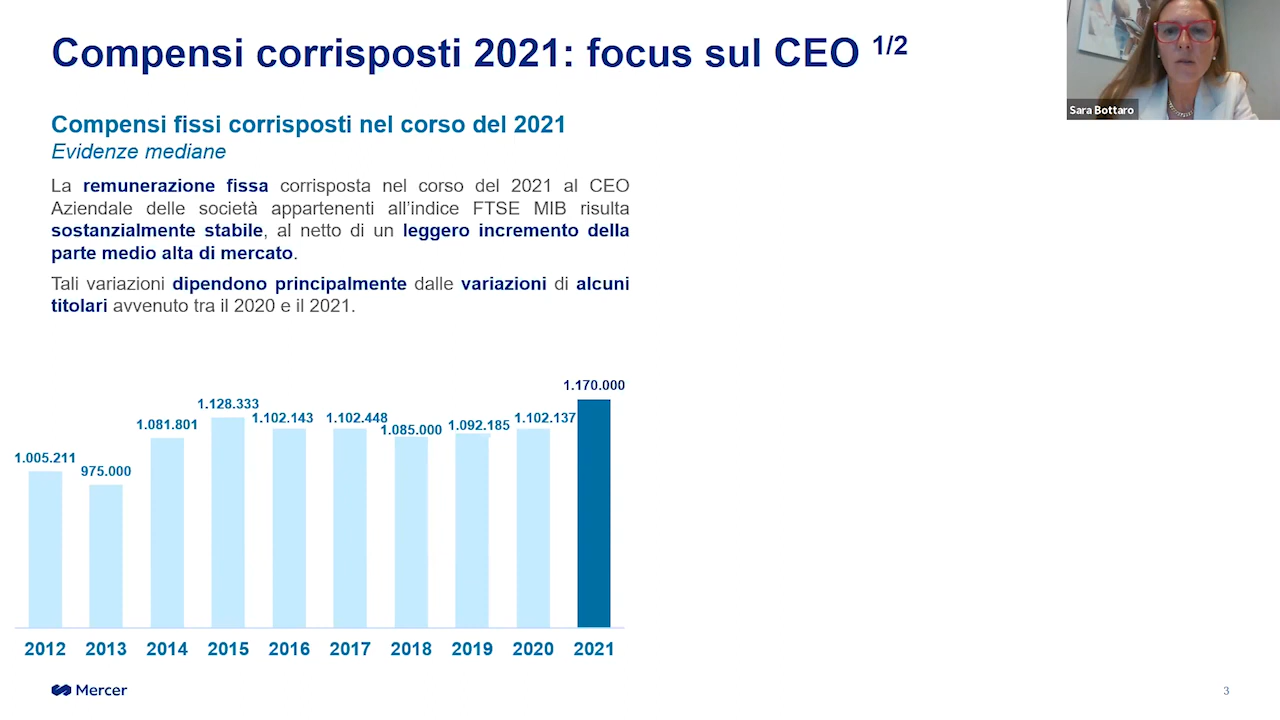 Compensi corrisposti 2021: focus sul CEO 1/2
Sara Bottaro
Compensi fissi corrisposti nel corso del 2021
Evidenze mediane
La remunerazione fissa corrisposta nel corso del 2021 al CEO
Aziendale delle società appartenenti all’indice FTSE MIB risulta
sostanzialmente stabile, al netto di un leggero incremento della
parte medio alta di mercato.
Tali variazioni dipendono principalmente dalle variazioni di alcuni
titolari avvenuto tra il 2020 e il 2021.
1.005.211 975.000 1.081.801 1.128.333 1.102.143 1.102.448 1.085.000 1.092.185 1.102.137 1.170.000
2012 2013 2014 2015 2016 2017 2018 2019 2020 2021
Mercer
3